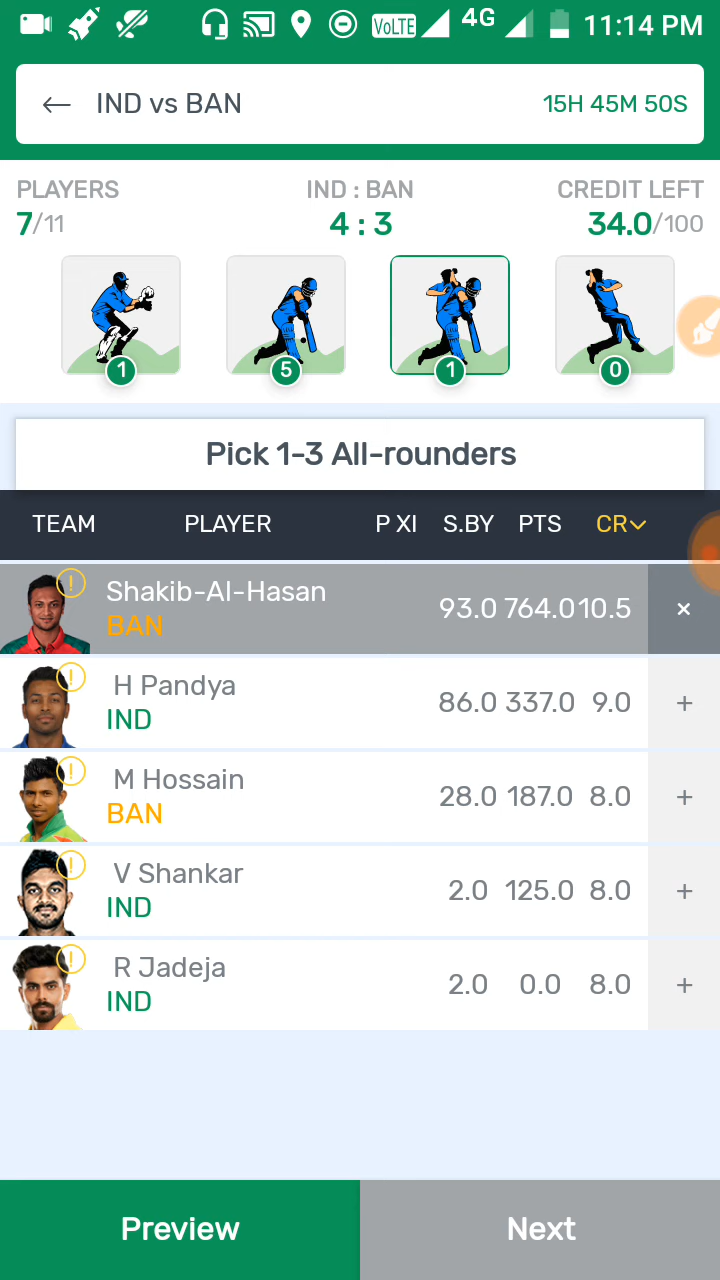 VoLTE 4G 11:14 PM
← IND vs BAN 15H 45M 50S
PLAYERS IND : BAN CREDIT LEFT
7/11 4 : 3 34.0/100
1 5 1 0
Pick 1-3 All-rounders
TEAM PLAYER P XI S.BY PTS CR
! Shakib-Al-Hasan 93.0 764.0 10.5 ×
BAN
! H Pandya 86.0 337.0 9.0 +
IND
! M Hossain 28.0 187.0 8.0 +
BAN
! V Shankar 2.0 125.0 8.0 +
IND
! R Jadeja 2.0 0.0 8.0 +
IND
Preview Next